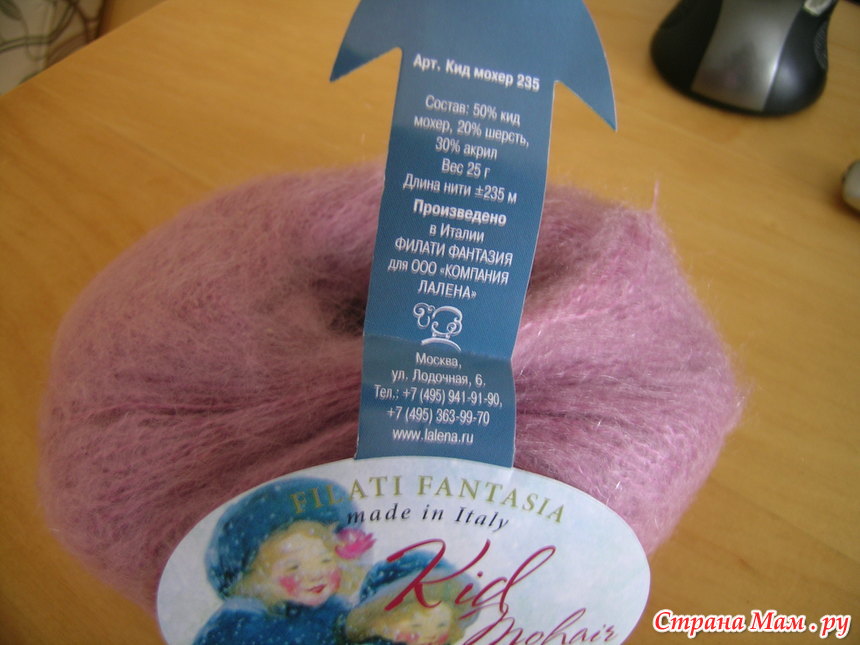 Арт. Кид мохер 235
Состав: 50% кид
мохер, 20% шерсть,
30% акрил
Вес 25 г
Длина нити ±235 м
Произведено
в Италии
ФИЛАТИ ФАНТАЗИЯ
для ООО «КОМПАНИЯ
ЛАЛЕНА»
Москва,
ул. Лодочная, 6.
Тел.: +7 (495) 941-91-90,
+7 (495) 363-99-70
www.lalena.ru
FILATI FANTASIA
made in Italy
Kid
Mohair
Страна Мам.ру